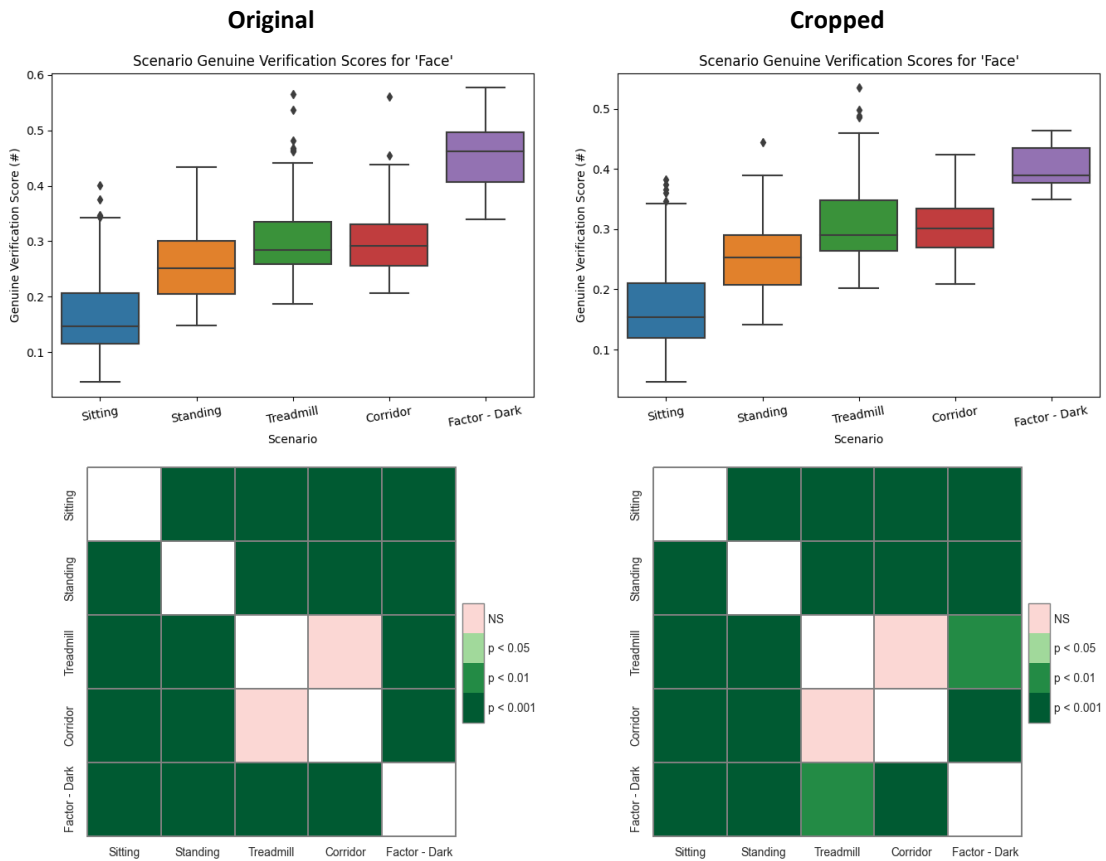 Original
Scenario Genuine Verification Scores for 'Face'
Genuine Verification Score (#)
0.6
0.5
0.4
0.3
0.2
0.1
Sitting
Standing
Treadmill
Corridor
Factor - Dark
Scenario
Cropped
Scenario Genuine Verification Scores for 'Face'
Genuine Verification Score (#)
0.5
0.4
0.3
0.2
0.1
Sitting
Standing
Treadmill
Corridor
Factor - Dark
Scenario
Sitting
Standing
Treadmill
Corridor
Factor - Dark
Sitting
Standing
Treadmill
Corridor
Factor - Dark
NS
p < 0.05
p < 0.01
p < 0.001
Sitting
Standing
Treadmill
Corridor
Factor - Dark
Sitting
Standing
Treadmill
Corridor
Factor - Dark
NS
p < 0.05
p < 0.01
p < 0.001